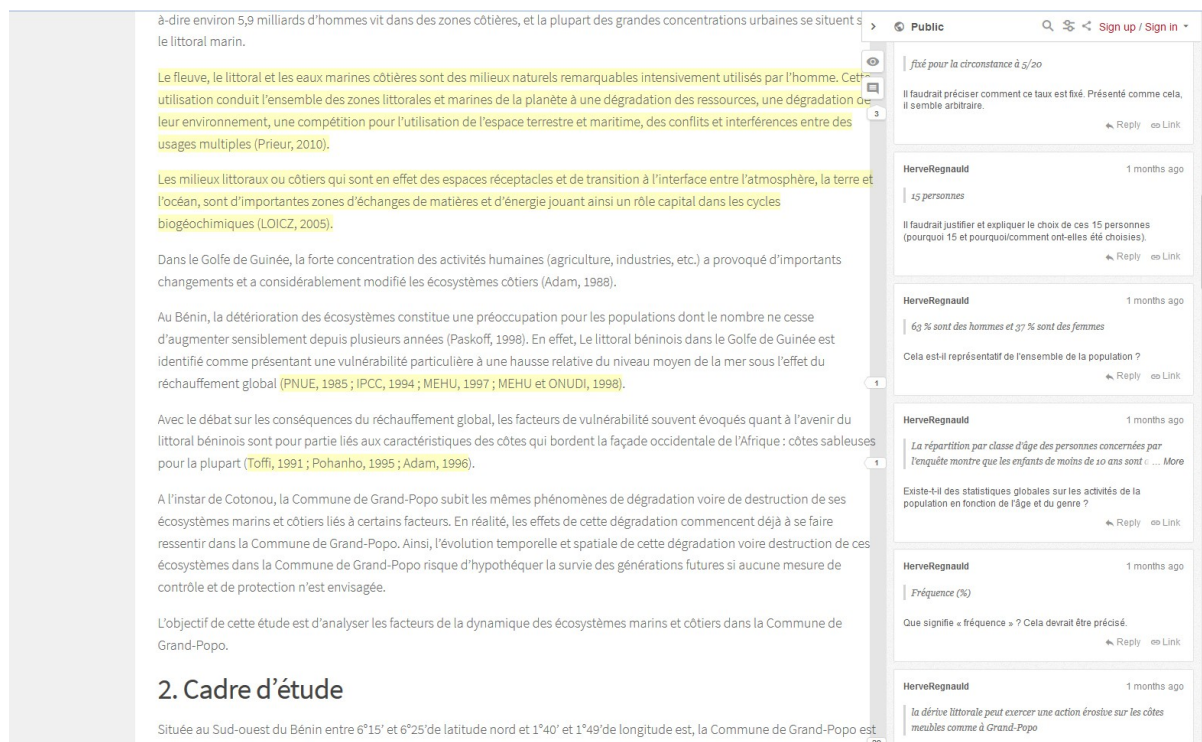 à-dire environ 5,9 milliards d'hommes vit dans des zones côtières, et la plupart des grandes concentrations urbaines se situent s
le littoral marin.
Le fleuve, le littoral et les eaux marines côtières sont des milieux naturels remarquables intensivement utilisés par l'homme. Cette
utilisation conduit l'ensemble des zones littorales et marines de la planète à une dégradation des ressources, une dégradation de
leur environnement, une compétition pour l'utilisation de l'espace terrestre et maritime, des conflits et interférences entre des
usages multiples (Prieur, 2010).
Les milieux littoraux ou côtiers qui sont en effet des espaces réceptacles et de transition à l'interface entre l'atmosphère, la terre et
l'océan, sont d'importantes zones d'échanges de matières et d'énergie jouant ainsi un rôle capital dans les cycles
biogéochimiques (LOICZ, 2005).
Dans le Golfe de Guinée, la forte concentration des activités humaines (agriculture, industries, etc.) a provoqué d'importants
changements et a considérablement modifié les écosystèmes côtiers (Adam, 1988).
Au Bénin, la détérioration des écosystèmes constitue une préoccupation pour les populations dont le nombre ne cesse
d'augmenter sensiblement depuis plusieurs années (Paskoff, 1998). En effet, Le littoral béninois dans le Golfe de Guinée est
identifié comme présentant une vulnérabilité particulière à une hausse relative du niveau moyen de la mer sous l'effet du
réchauffement global (PNUE, 1985 ; IPCC, 1994 ; MEHU, 1997 ; MEHU et ONUDI, 1998).
Avec le débat sur les conséquences du réchauffement global, les facteurs de vulnérabilité souvent évoqués quant à l'avenir du
littoral béninois sont pour partie liés aux caractéristiques des côtes qui bordent la façade occidentale de l'Afrique : côtes sableuses
pour la plupart (Toffi, 1991 ; Pohanho, 1995 ; Adam, 1996).
A l'instar de Cotonou, la Commune de Grand-Popo subit les mêmes phénomènes de dégradation voire de destruction de ses
écosystèmes marins et côtiers liés à certains facteurs. En réalité, les effets de cette dégradation commencent déjà à se faire
ressentir dans la Commune de Grand-Popo. Ainsi, l'évolution temporelle et spatiale de cette dégradation voire destruction de ces
écosystèmes dans la Commune de Grand-Popo risque d'hypothéquer la survie des générations futures si aucune mesure de
contrôle et de protection n'est envisagée.
L'objectif de cette étude est d'analyser les facteurs de la dynamique des écosystèmes marins et côtiers dans la Commune de
Grand-Popo.
2. Cadre d'étude
Située au Sud-ouest du Bénin entre 6°15' et 6°25'de latitude nord et 1°40' et 1°49'de longitude est, la Commune de Grand-Popo est
3
1
1
Public
Sign up / Sign in
fixé pour la circonstance à 5/20
Il faudrait préciser comment ce taux est fixé. Présenté comme cela,
il semble arbitraire.
Reply Link
HerveRegnauld 1 months ago
15 personnes
Il faudrait justifier et expliquer le choix de ces 15 personnes
(pourquoi 15 et pourquoi/comment ont-elles été choisies).
Reply Link
HerveRegnauld 1 months ago
63 % sont des hommes et 37 % sont des femmes
Cela est-il représentatif de l'ensemble de la population ?
Reply Link
HerveRegnauld 1 months ago
La répartition par classe d'âge des personnes concernées par
l'enquête montre que les enfants de moins de 10 ans sont ... More
Existe-t-il des statistiques globales sur les activités de la
population en fonction de l'âge et du genre ?
Reply Link
HerveRegnauld 1 months ago
Fréquence (%)
Que signifie « fréquence » ? Cela devrait être précisé.
Reply Link
HerveRegnauld 1 months ago
la dérive littorale peut exercer une action érosive sur les côtes
meubles comme à Grand-Popo